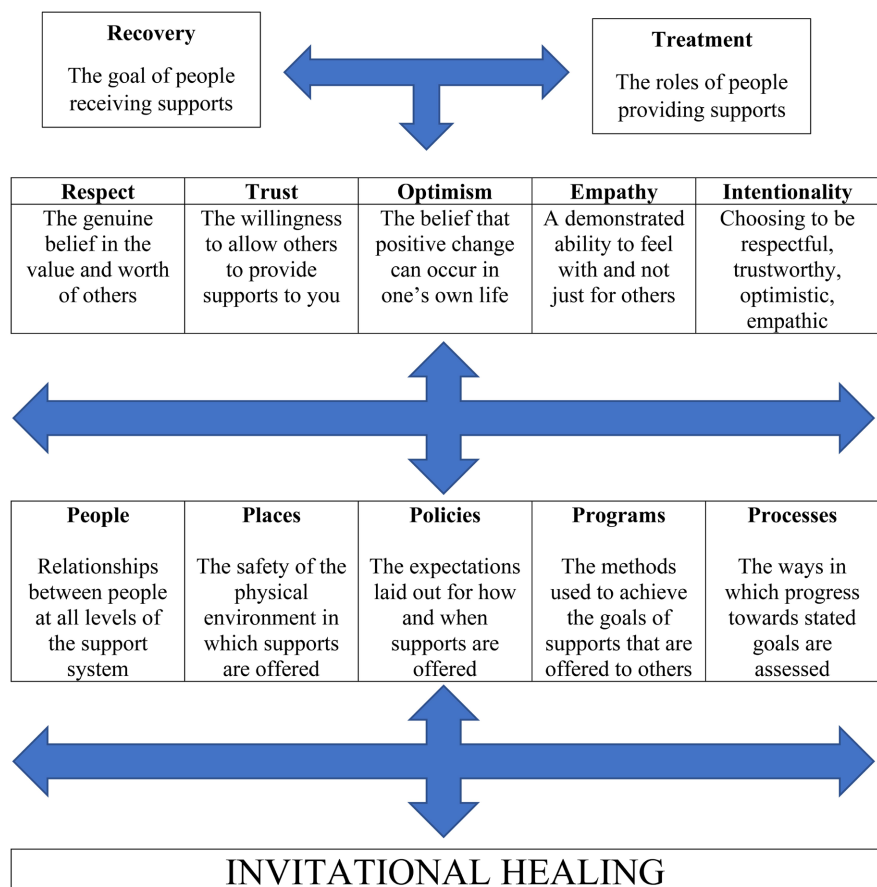 Recovery
The goal of people
receiving supports
Treatment
The roles of people
providing supports
Respect
The genuine
belief in the
value and worth
of others
Trust
The willingness
to allow others
to provide
supports to you
Optimism
The belief that
positive change
can occur in
one’s own life
Empathy
A demonstrated
ability to feel
with and not
just for others
Intentionality
Choosing to be
respectful,
trustworthy,
optimistic,
empathic
People
Relationships
between people
at all levels of
the support
system
Places
The safety of the
physical
environment in
which supports
are offered
Policies
The expectations
laid out for how
and when
supports are
offered
Programs
The methods
used to achieve
the goals of
supports that are
offered to others
Processes
The ways in
which progress
towards stated
goals are
assessed
INVITATIONAL HEALING